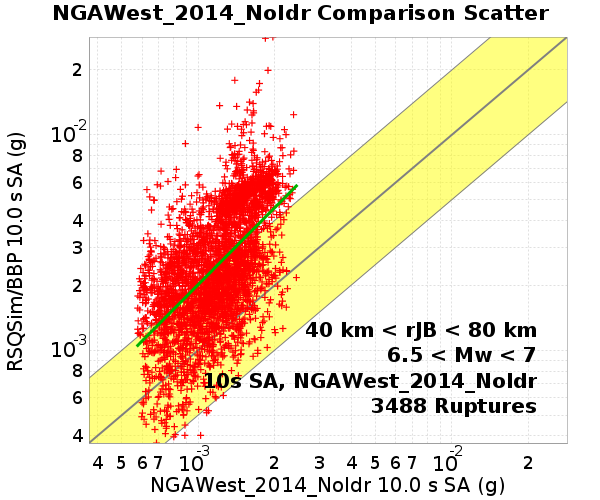 NGAWest_2014_NoIdr Comparison Scatter
RSQSim/BBP 10.0 s SA (g)
2
10-2
8
6
4
3
2
10-3
8
6
4
40 km < rJB < 80 km
6.5 < Mw < 7
10s SA, NGAWest_2014_NoIdr
3488 Ruptures
4 5 6 7 10-3 2 3 4 5 6 7 10-2 2
NGAWest_2014_NoIdr 10.0 s SA (g)